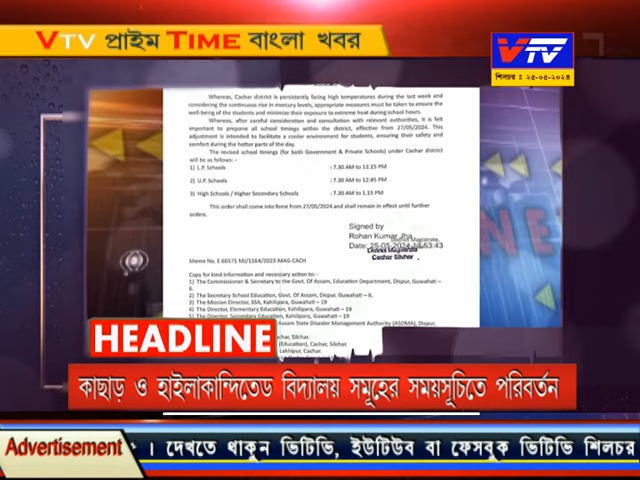 VTV প্রাইম TIME বাংলা খবর
VTV
শিলচর : ২৫-০৫-২০২৪
Whereas, Cachar district is persistently facing high temperatures during the last week and
considering the continuous rise in mercury levels, appropriate measures must be taken to ensure the
well-being of the students and minimize their exposure to extreme heat during school hours.
Whereas, after careful consideration and consultation with relevant authorities, it is felt
important to prepone all school timings within the district, effective from 27/05/2024. This
adjustment is intended to facilitate a cooler environment for students, ensuring their safety and
comfort during the hotter parts of the day.
The revised school timings (for both Government & Private Schools) under Cachar district
will be as follows: -
1) L.P. Schools : 7.30 AM to 12:15 PM
2) U.P. Schools : 7.30 AM to 12:45 PM
3) High Schools / Higher Secondary Schools : 7.30 AM to 1.15 PM
This order shall come into force from 27/05/2024 and shall remain in effect until further
orders.
Signed by
Rohan Kumar Jha
District Magistrate,
Date: 25-05-2024
District Magistrate
Cachar Silchar
Memo No. E 66571 MJ/1164/2023-MAG-CACH
Copy for kind information and necessary action to: -
1) The Commissioner & Secretary to the Govt. Of Assam, Education Department, Dispur, Guwahati –
6.
2) The Secretary School Education, Govt. Of Assam, Dispur, Guwahati – 6.
3) The Mission Director, SSA, Kahilipara, Guwahati – 19
4) The Director, Elementary Education, Kahilipara, Guwahati – 19
5) The Director, Secondary Education, Kahilipara, Guwahati – 19
Assam State Disaster Management Authority (ASDMA), Dispur,
Cachar, Silchar.
(Education), Cachar, Silchar.
Lakhipur, Cachar.
HEADLINE
কাছাড় ও হাইলাকান্দিতেড বিদ্যালয় সমূহের সময়সূচিতে পরিবর্তন
Advertisement । দেখতে থাকুন ভিটিভি, ইউটিউব বা ফেসবুক ভিটিভি শিলচর